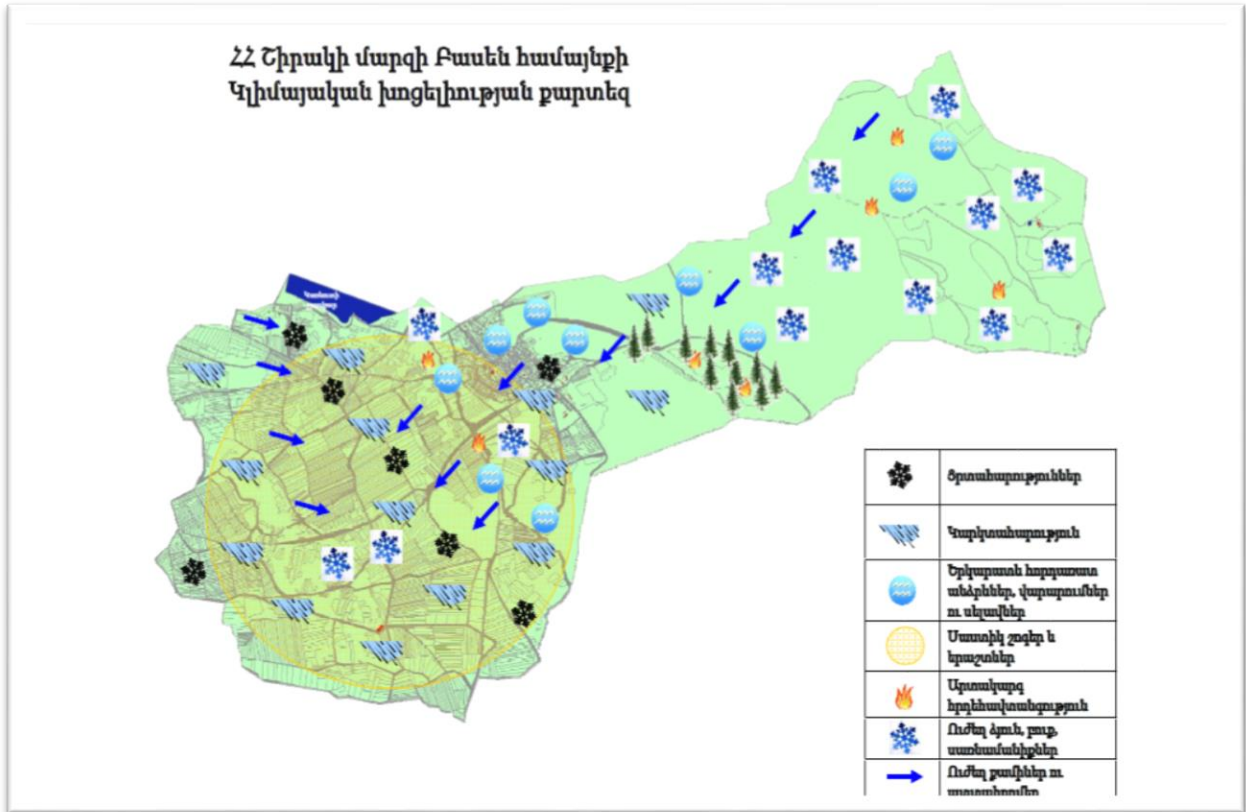 ՀՀ Շիրակի մարզի Բասեն համայնքի
Կլիմայական խոցելիության քարտեզ
Ցրտահարություններ
Կարկտահարություն
Երկարատև հորդառատ
անձրևներ, վարարումներ
ու սելավներ
Սաստիկ շոգեր և
երաշտներ
Արտակարգ
հրդեհավտանգություն
Ուժեղ ձյուն, բուք,
սառնամանիքներ
Ուժեղ քամիներ ու